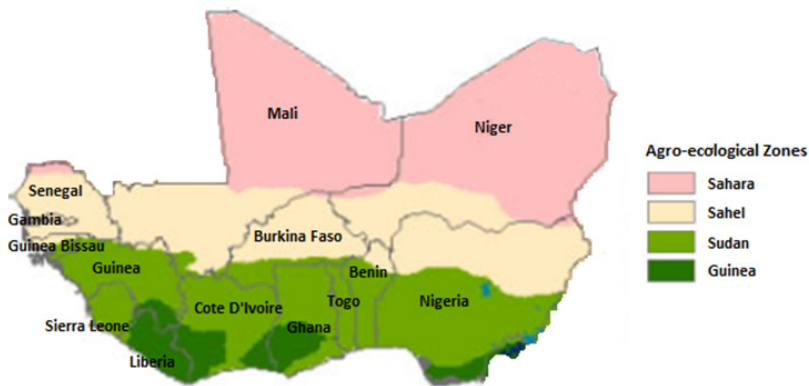 Mali
Niger
Agro-ecological Zones
Sahara
Senegal
Sahel
Gambia
Burkina Faso
Guinea Bissau
Sudan
Guinea
Benin
Guinea
Cote D'Ivoire
Togo
Nigeria
Sierra Leone
Ghana
Liberia